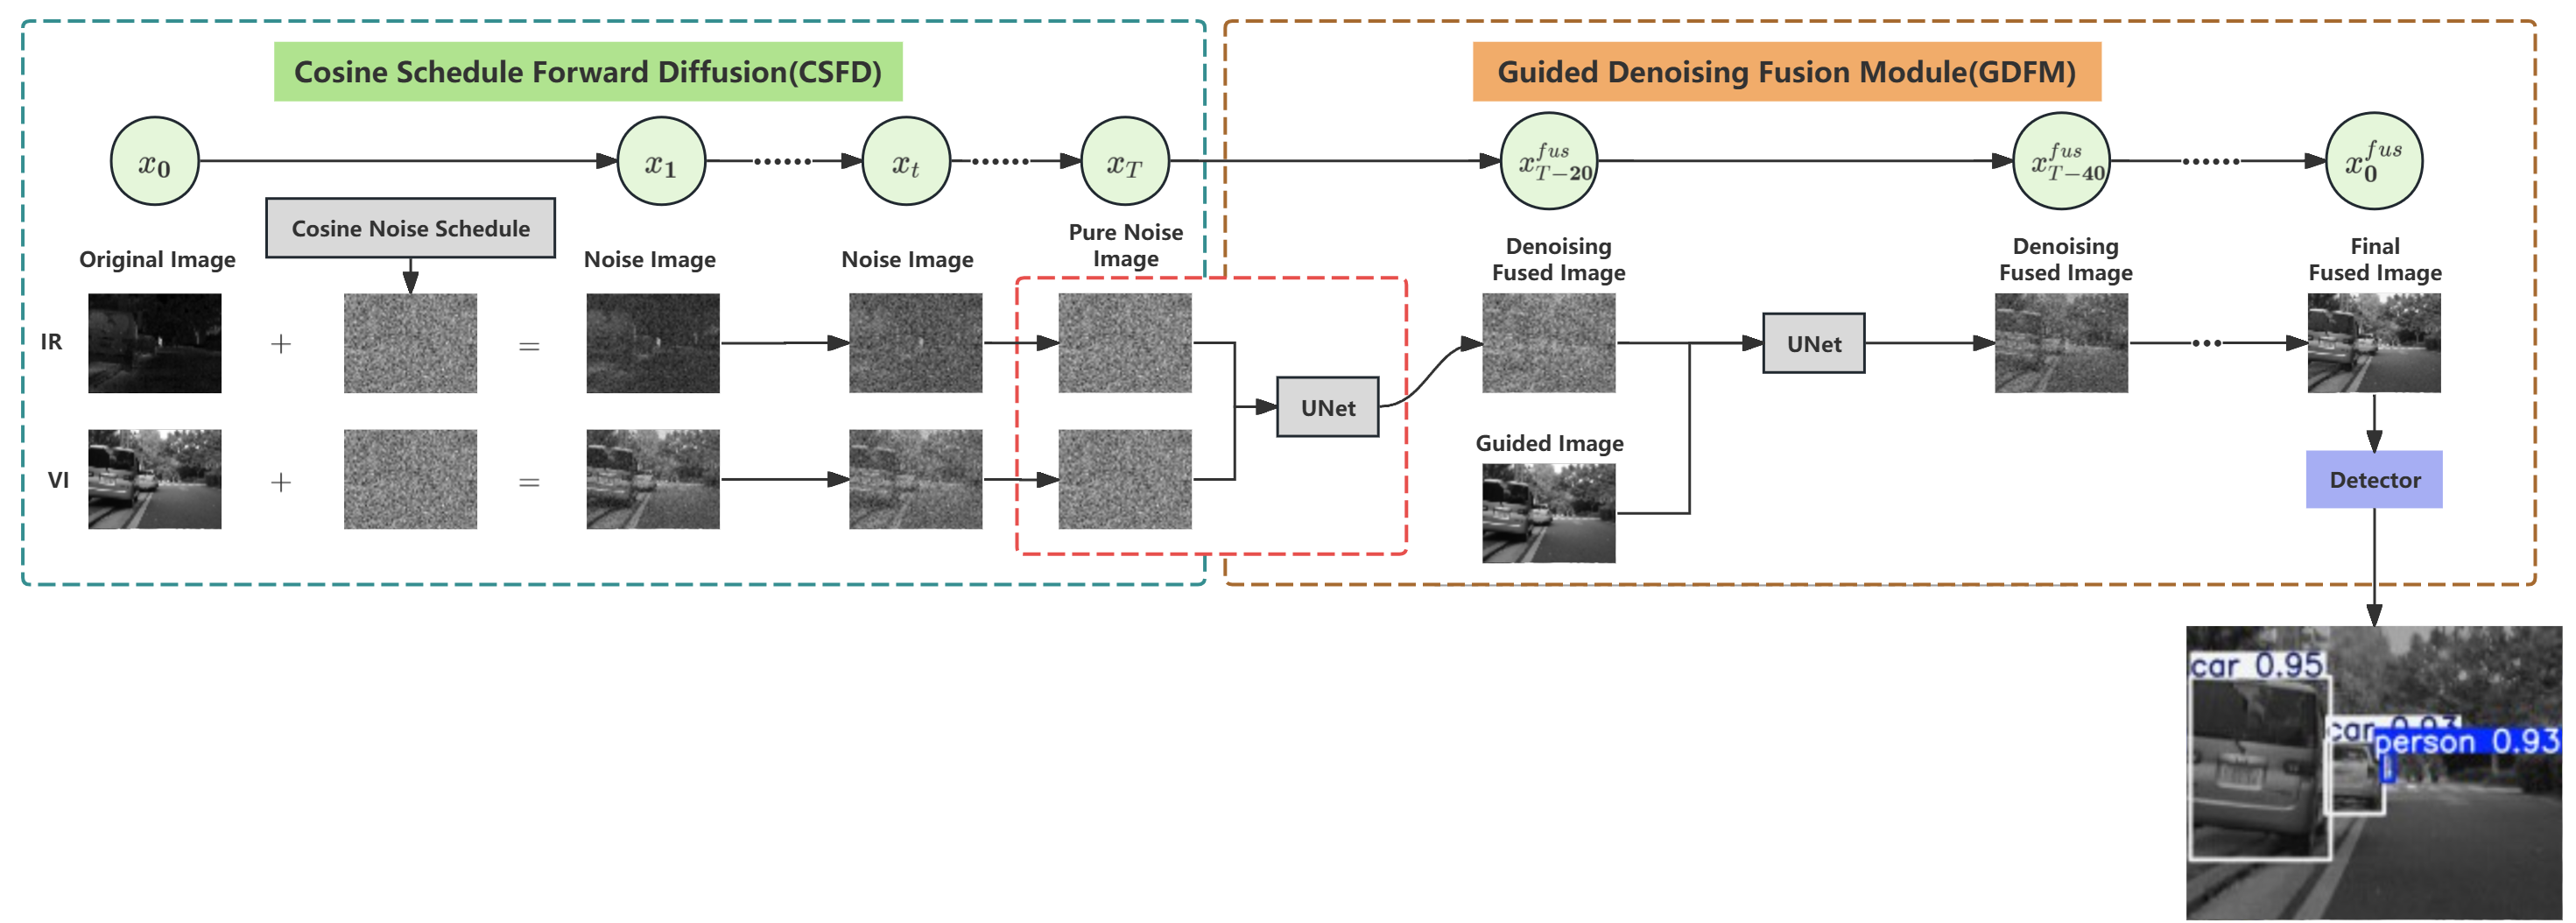 Cosine Schedule Forward Diffusion(CSFD)
Guided Denoising Fusion Module(GDFM)
x_0
x_1
x_t
x_T
x_{T-20}^{fus}
x_{T-40}^{fus}
x_0^{fus}
Cosine Noise Schedule
Original Image
Noise Image
Noise Image
Pure Noise
Image
Denoising
Fused Image
Denoising
Fused Image
Final
Fused Image
IR
+
=
UNet
UNet
Guided Image
VI
+
=
Detector
car 0.95
car 0.93
person 0.93